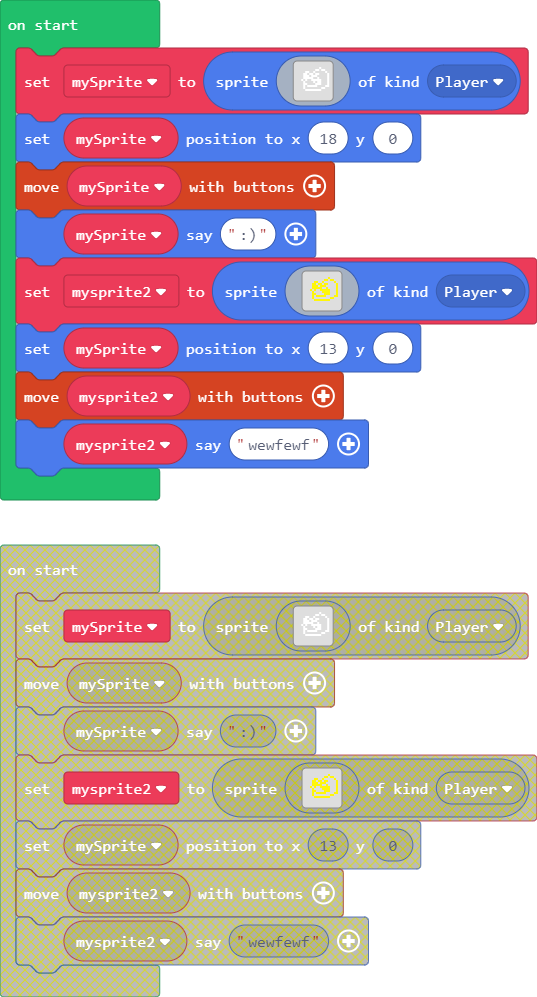 on start
set mySprite to sprite of kind Player
set mySprite position to x 18 y 0
move mySprite with buttons
mySprite say ":)"
set mysprite2 to sprite of kind Player
set mySprite position to x 13 y 0
move mysprite2 with buttons
mysprite2 say "wewfewf"
on start
set mySprite to sprite of kind Player
move mySprite with buttons
mySprite say ":)"
set mysprite2 to sprite of kind Player
set mySprite position to x 13 y 0
move mysprite2 with buttons
mysprite2 say "wewfewf"